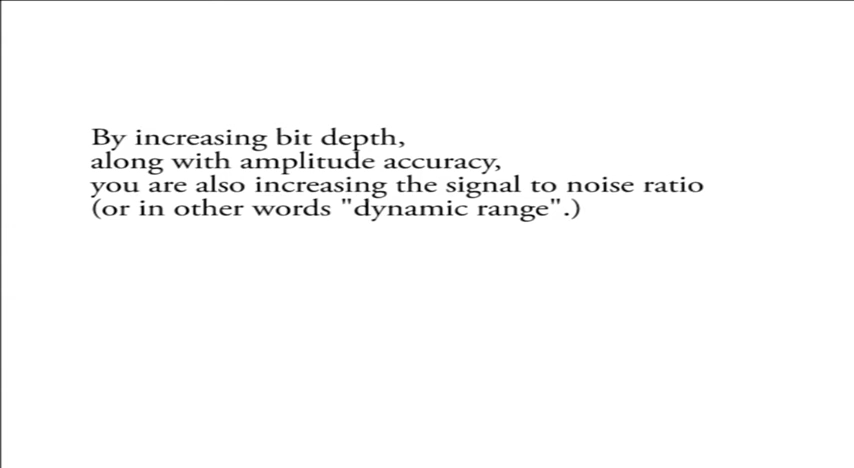 By increasing bit depth,
along with amplitude accuracy,
you are also increasing the signal to noise ratio
(or in other words "dynamic range".)